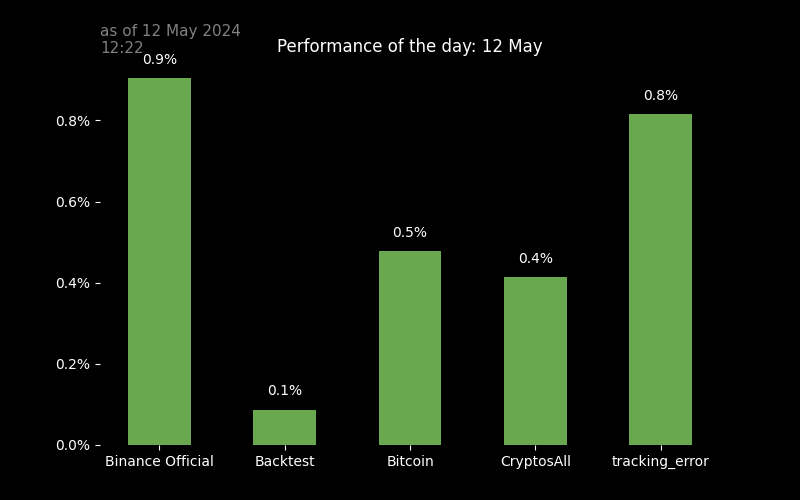 as of 12 May 2024
12:22
Performance of the day: 12 May
0.9%
0.1%
0.5%
0.4%
0.8%
0.8%
0.6%
0.4%
0.2%
0.0%
Binance Official
Backtest
Bitcoin
CryptosAll
tracking_error